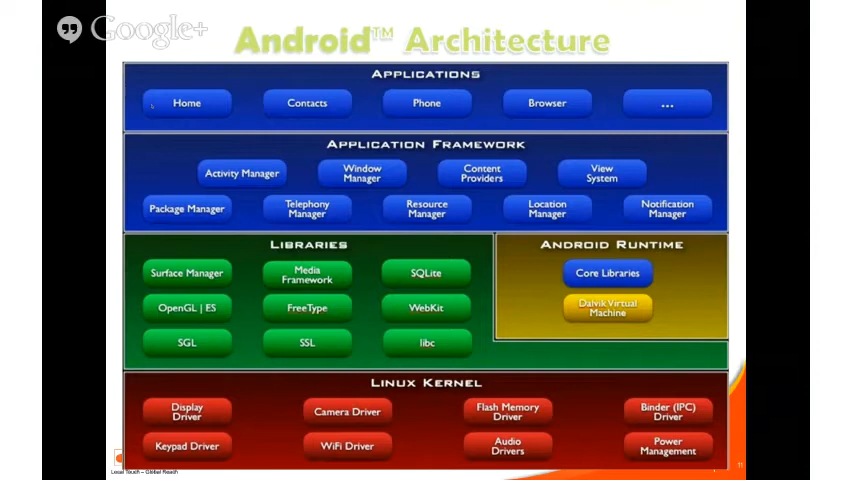 Google+
Android™ Architecture
APPLICATIONS
Home
Contacts
Phone
Browser
...
APPLICATION FRAMEWORK
Activity Manager
Window
Manager
Content
Providers
View
System
Package Manager
Telephony
Manager
Resource
Manager
Location
Manager
Notification
Manager
LIBRARIES
Surface Manager
Media
Framework
SQLite
OpenGL | ES
FreeType
WebKit
SGL
SSL
libc
ANDROID RUNTIME
Core Libraries
Dalvik Virtual
Machine
LINUX KERNEL
Display
Driver
Camera Driver
Flash Memory
Driver
Binder (IPC)
Driver
Keypad Driver
WiFi Driver
Audio
Drivers
Power
Management
Local Touch – Global Reach
11